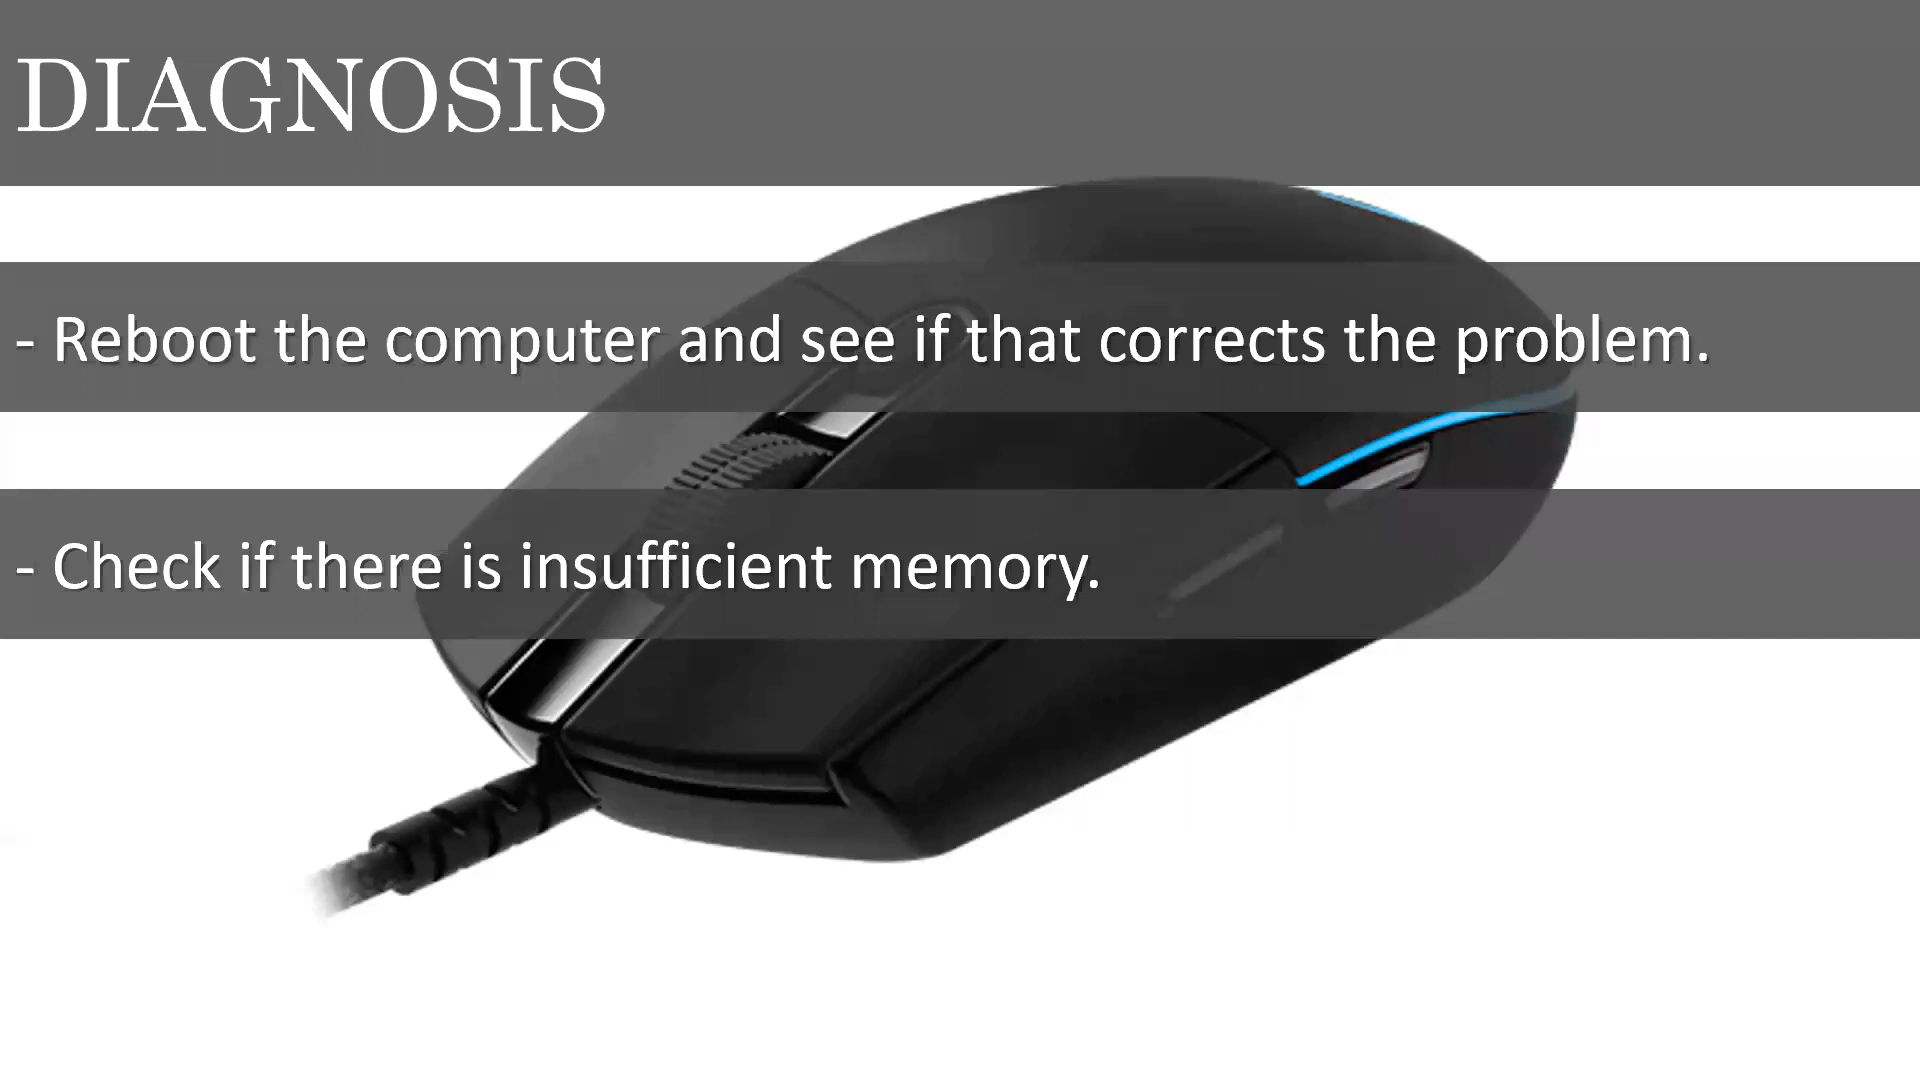 DIAGNOSIS
- Reboot the computer and see if that corrects the problem.
- Check if there is insufficient memory.